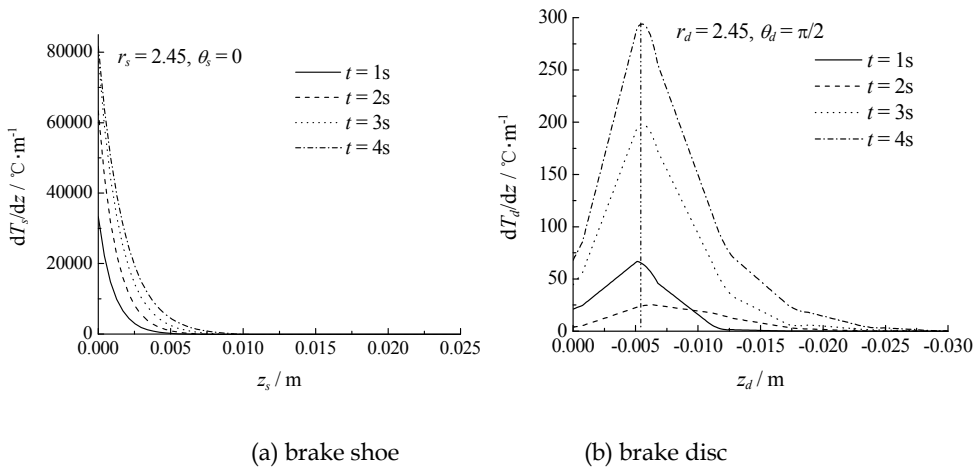 r_s = 2.45, θ_s = 0
t = 1s
t = 2s
t = 3s
t = 4s
80000
60000
40000
20000
0
dT_s/dz / ℃·m⁻¹
0.000 0.005 0.010 0.015 0.020 0.025
z_s / m
(a) brake shoe
r_d = 2.45, θ_d = π/2
t = 1s
t = 2s
t = 3s
t = 4s
300
250
200
150
100
50
0
dT_d/dz / ℃·m⁻¹
0.000 -0.005 -0.010 -0.015 -0.020 -0.025 -0.030
z_d / m
(b) brake disc